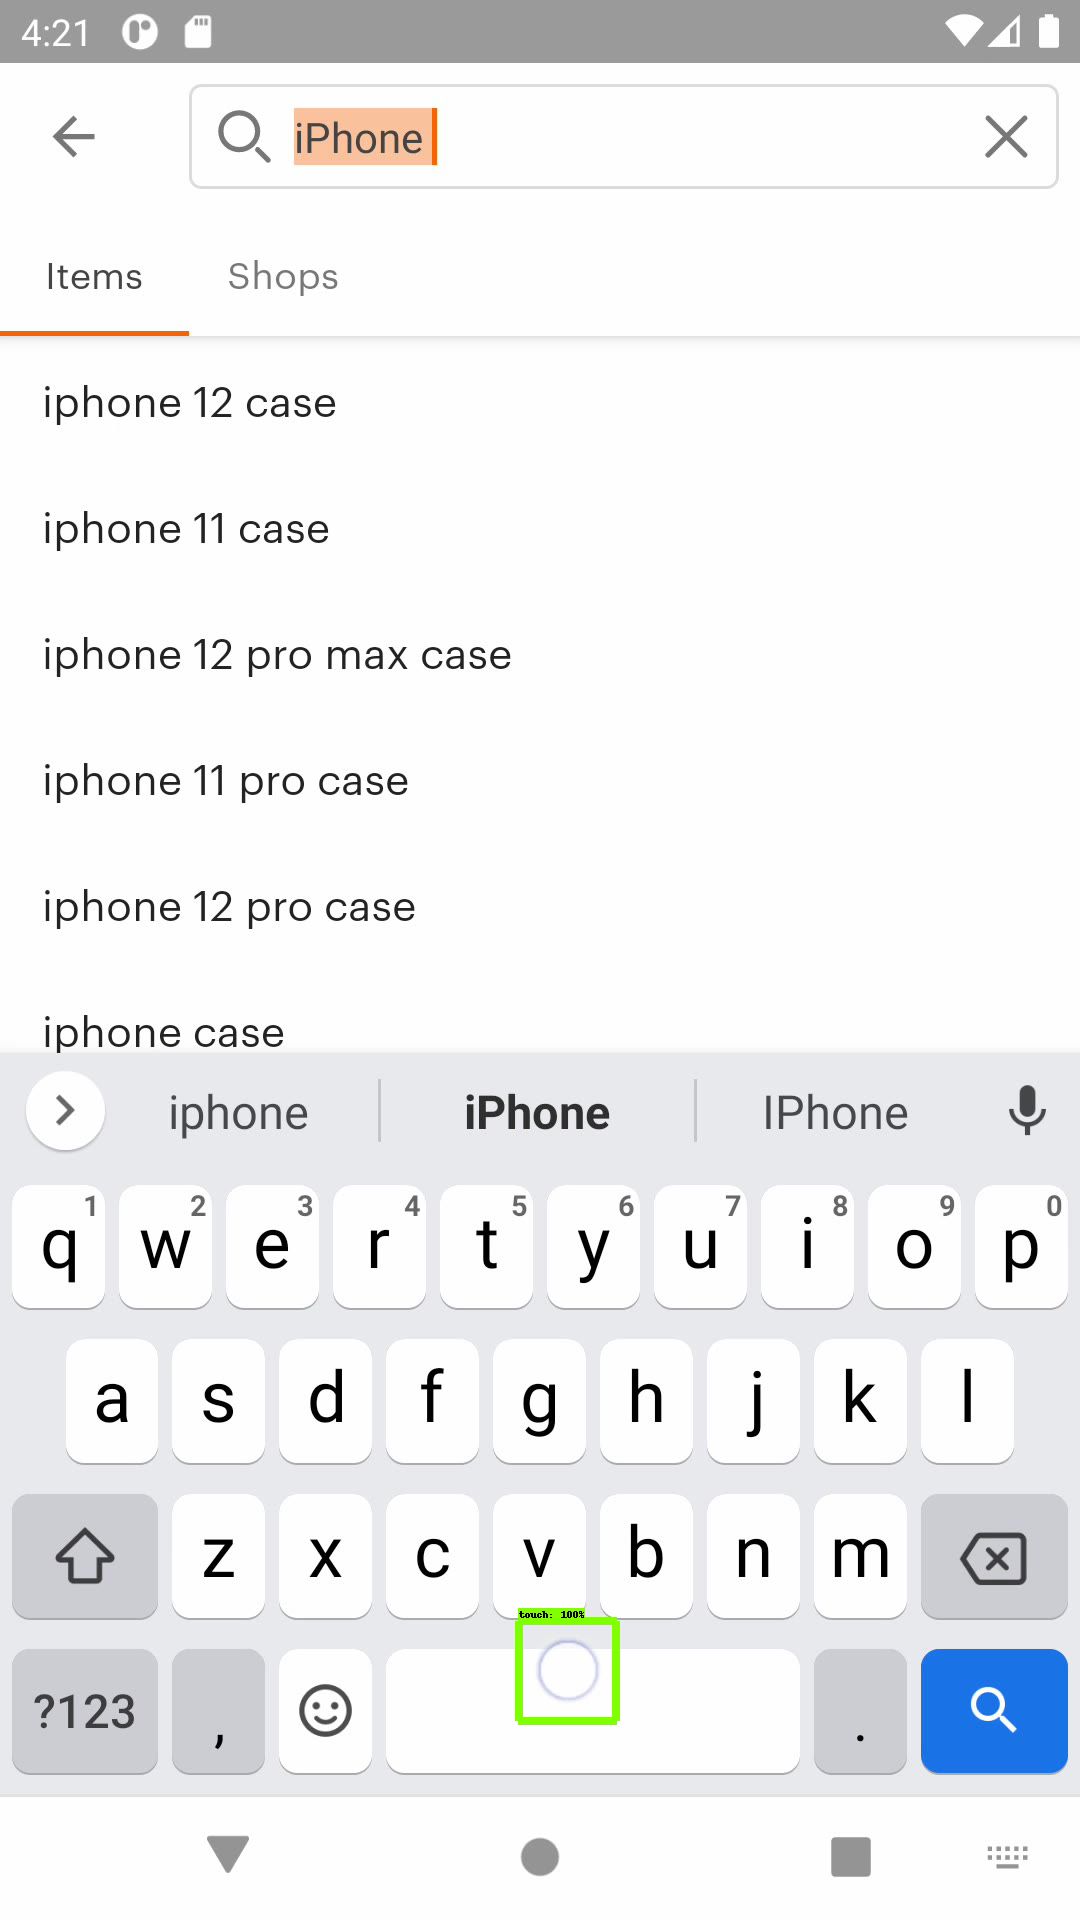 4:21
iPhone
Items Shops
iphone 12 case
iphone 11 case
iphone 12 pro max case
iphone 11 pro case
iphone 12 pro case
iphone case
iphone iPhone IPhone
1 2 3 4 5 6 7 8 9 0
q w e r t y u i o p
a s d f g h j k l
z x c v b n m
touch: 100%
?123 , .